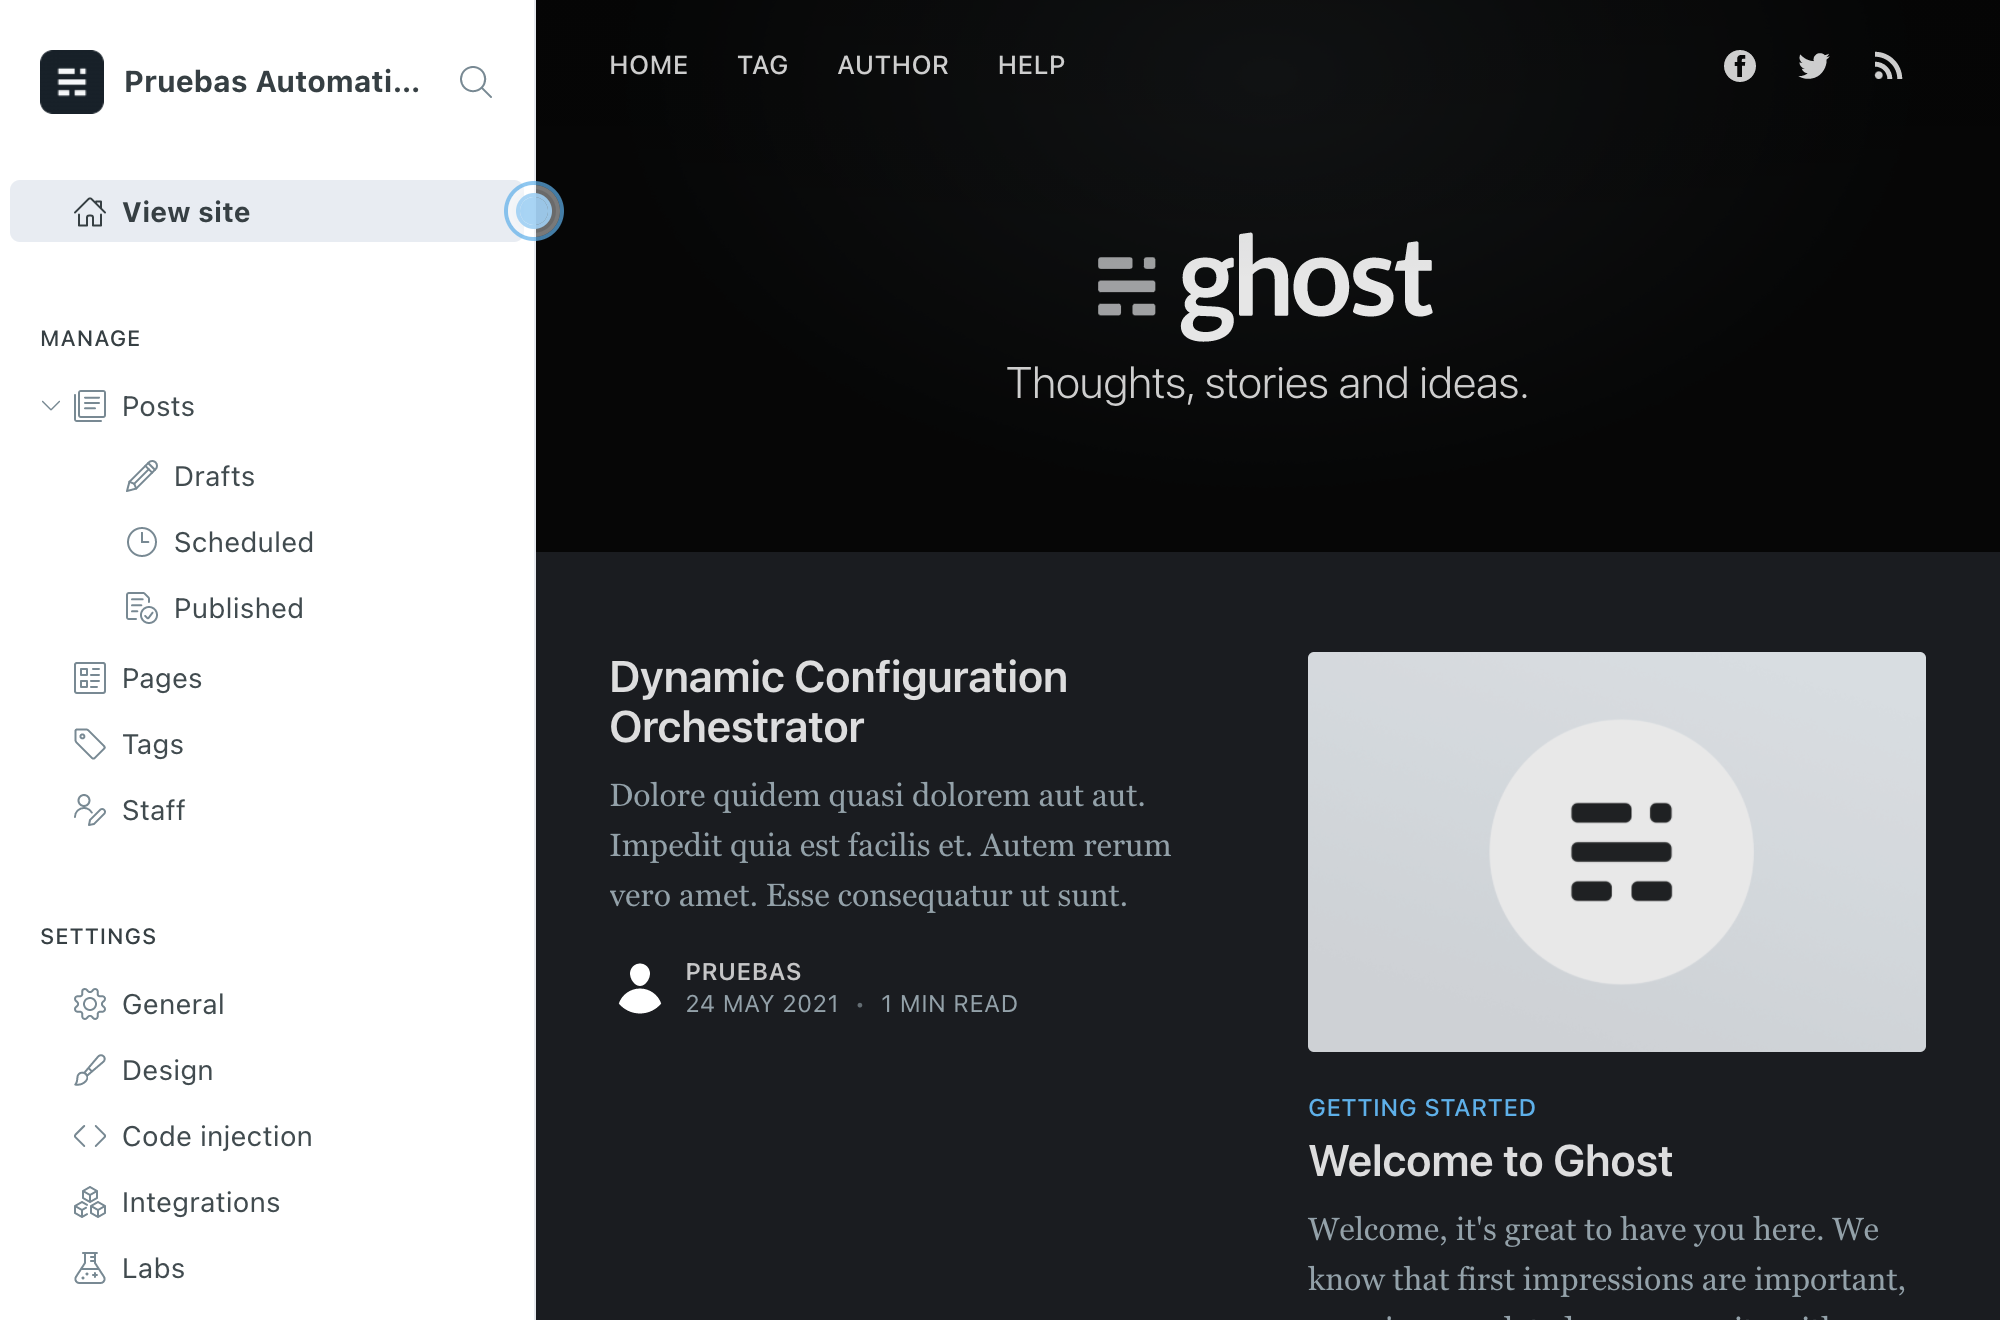 Pruebas Automati...
View site
MANAGE
Posts
Drafts
Scheduled
Published
Pages
Tags
Staff
SETTINGS
General
Design
Code injection
Integrations
Labs
HOME TAG AUTHOR HELP
ghost
Thoughts, stories and ideas.
Dynamic Configuration
Orchestrator
Dolore quidem quasi dolorem aut aut.
Impedit quia est facilis et. Autem rerum
vero amet. Esse consequatur ut sunt.
PRUEBAS
24 MAY 2021 • 1 MIN READ
GETTING STARTED
Welcome to Ghost
Welcome, it's great to have you here. We
know that first impressions are important,